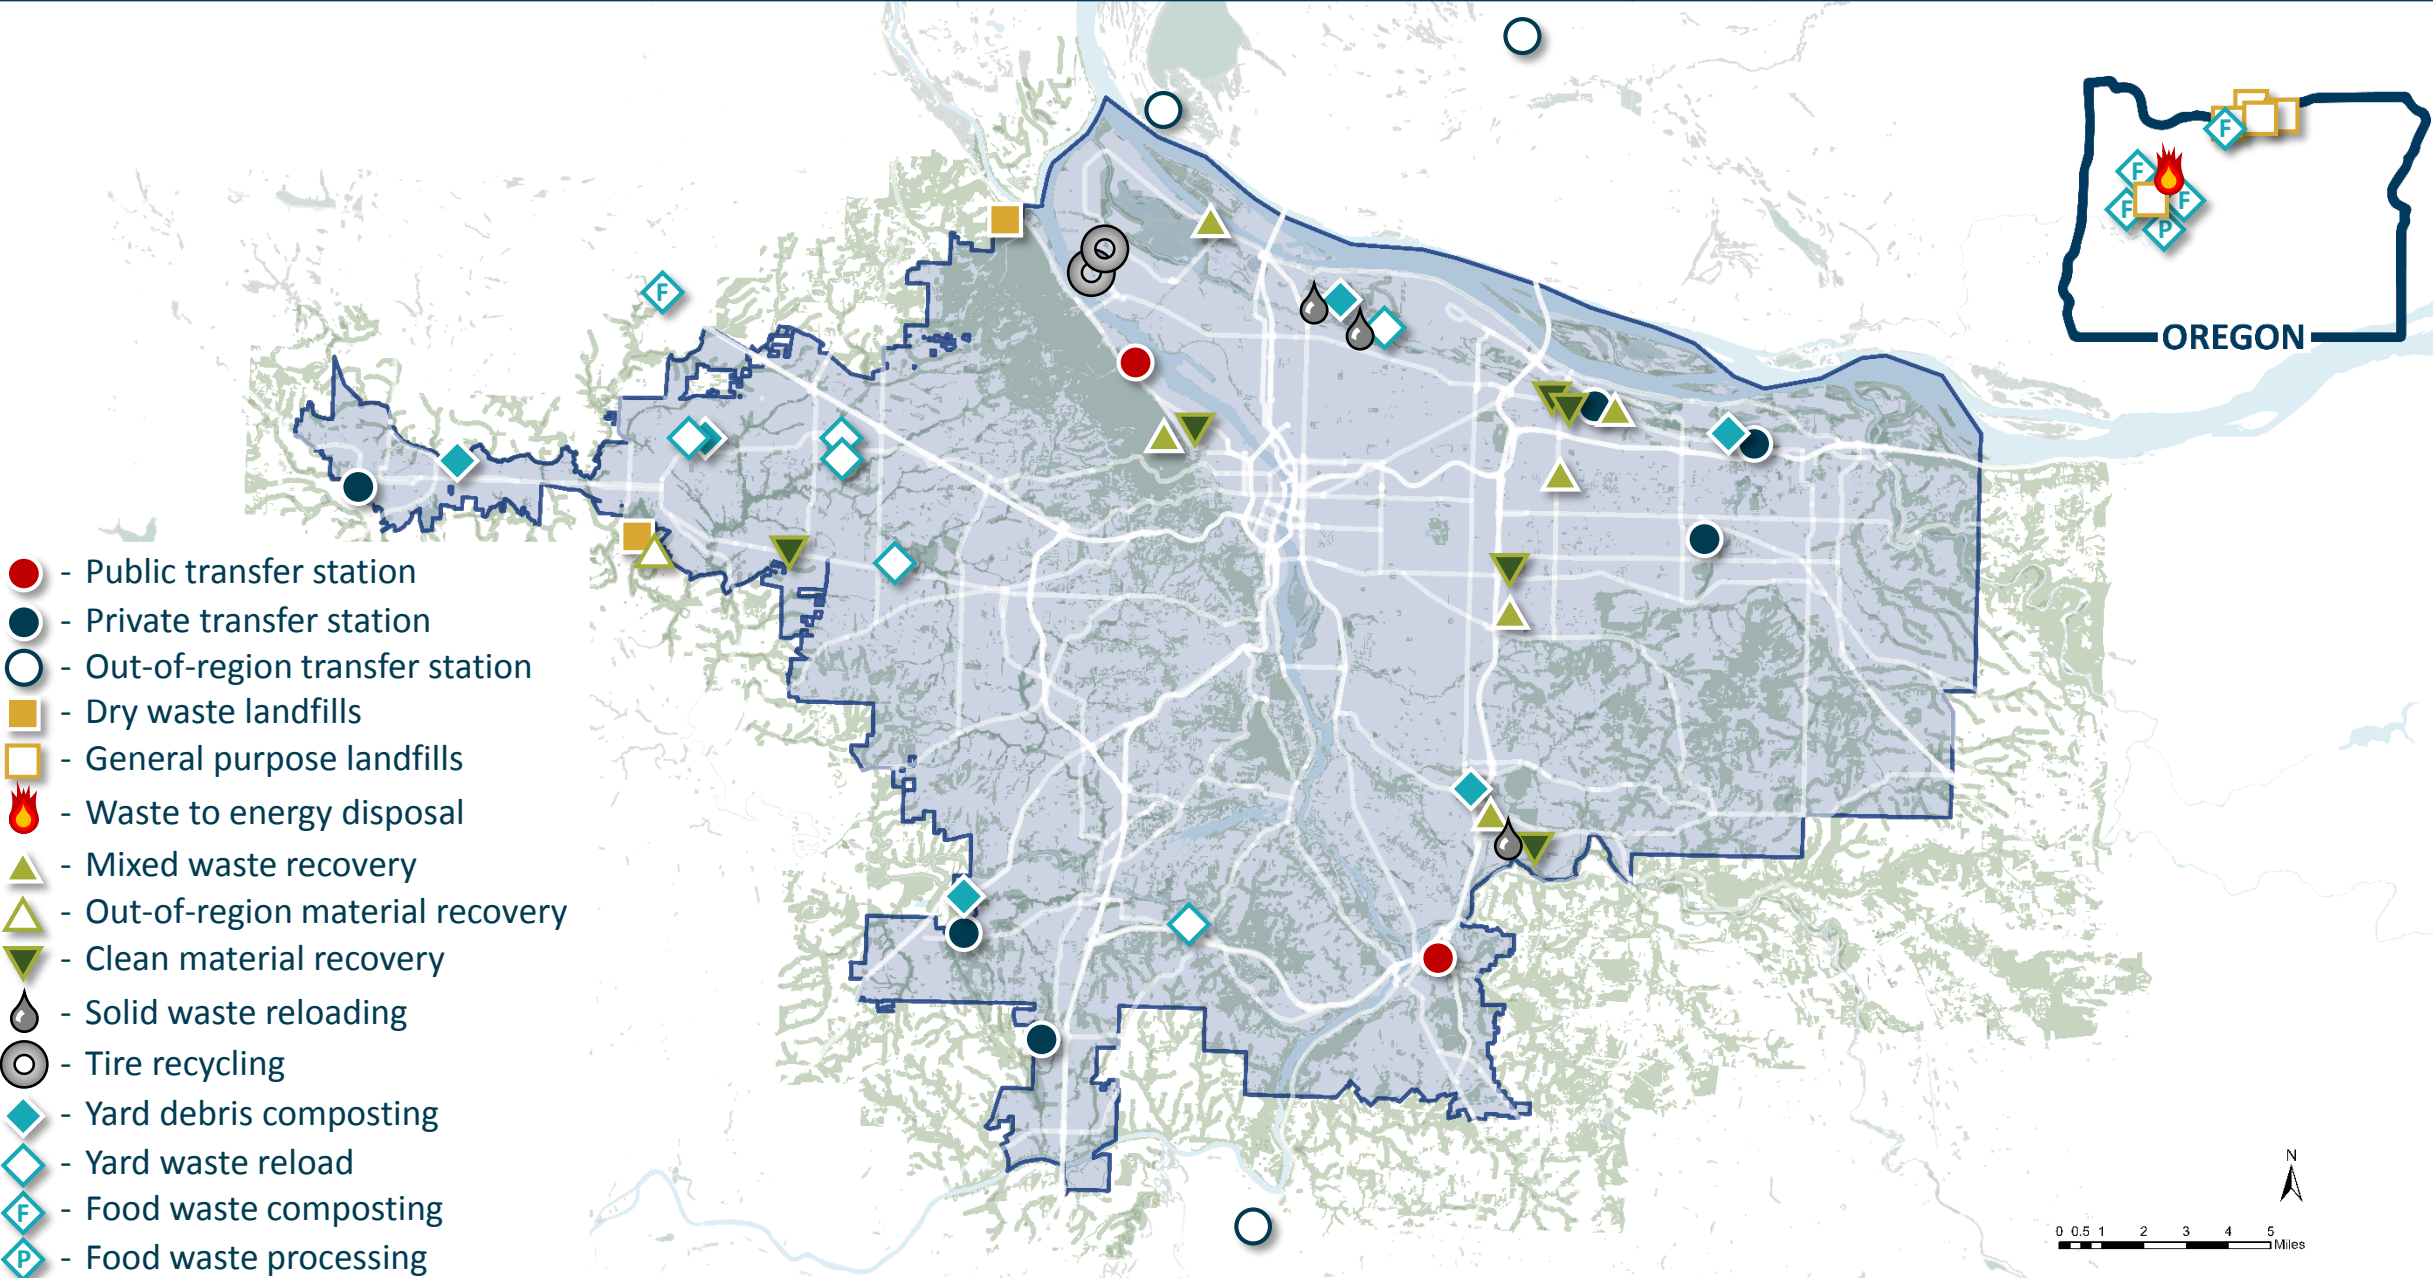 F
F
F
F
P
OREGON
F
- Public transfer station
- Private transfer station
- Out-of-region transfer station
- Dry waste landfills
- General purpose landfills
- Waste to energy disposal
- Mixed waste recovery
- Out-of-region material recovery
- Clean material recovery
- Solid waste reloading
- Tire recycling
- Yard debris composting
- Yard waste reload
F - Food waste composting
P - Food waste processing
N
0 0.5 1 2 3 4 5
Miles